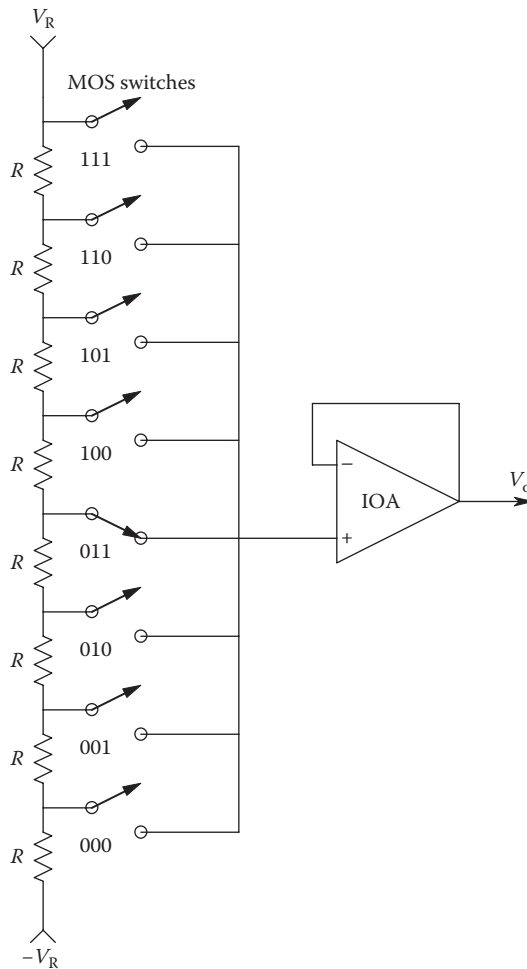 V_R
MOS switches
R
111
R
110
R
101
R
100
R
011
R
010
R
001
R
000
−V_R
−
IOA
+
V_o